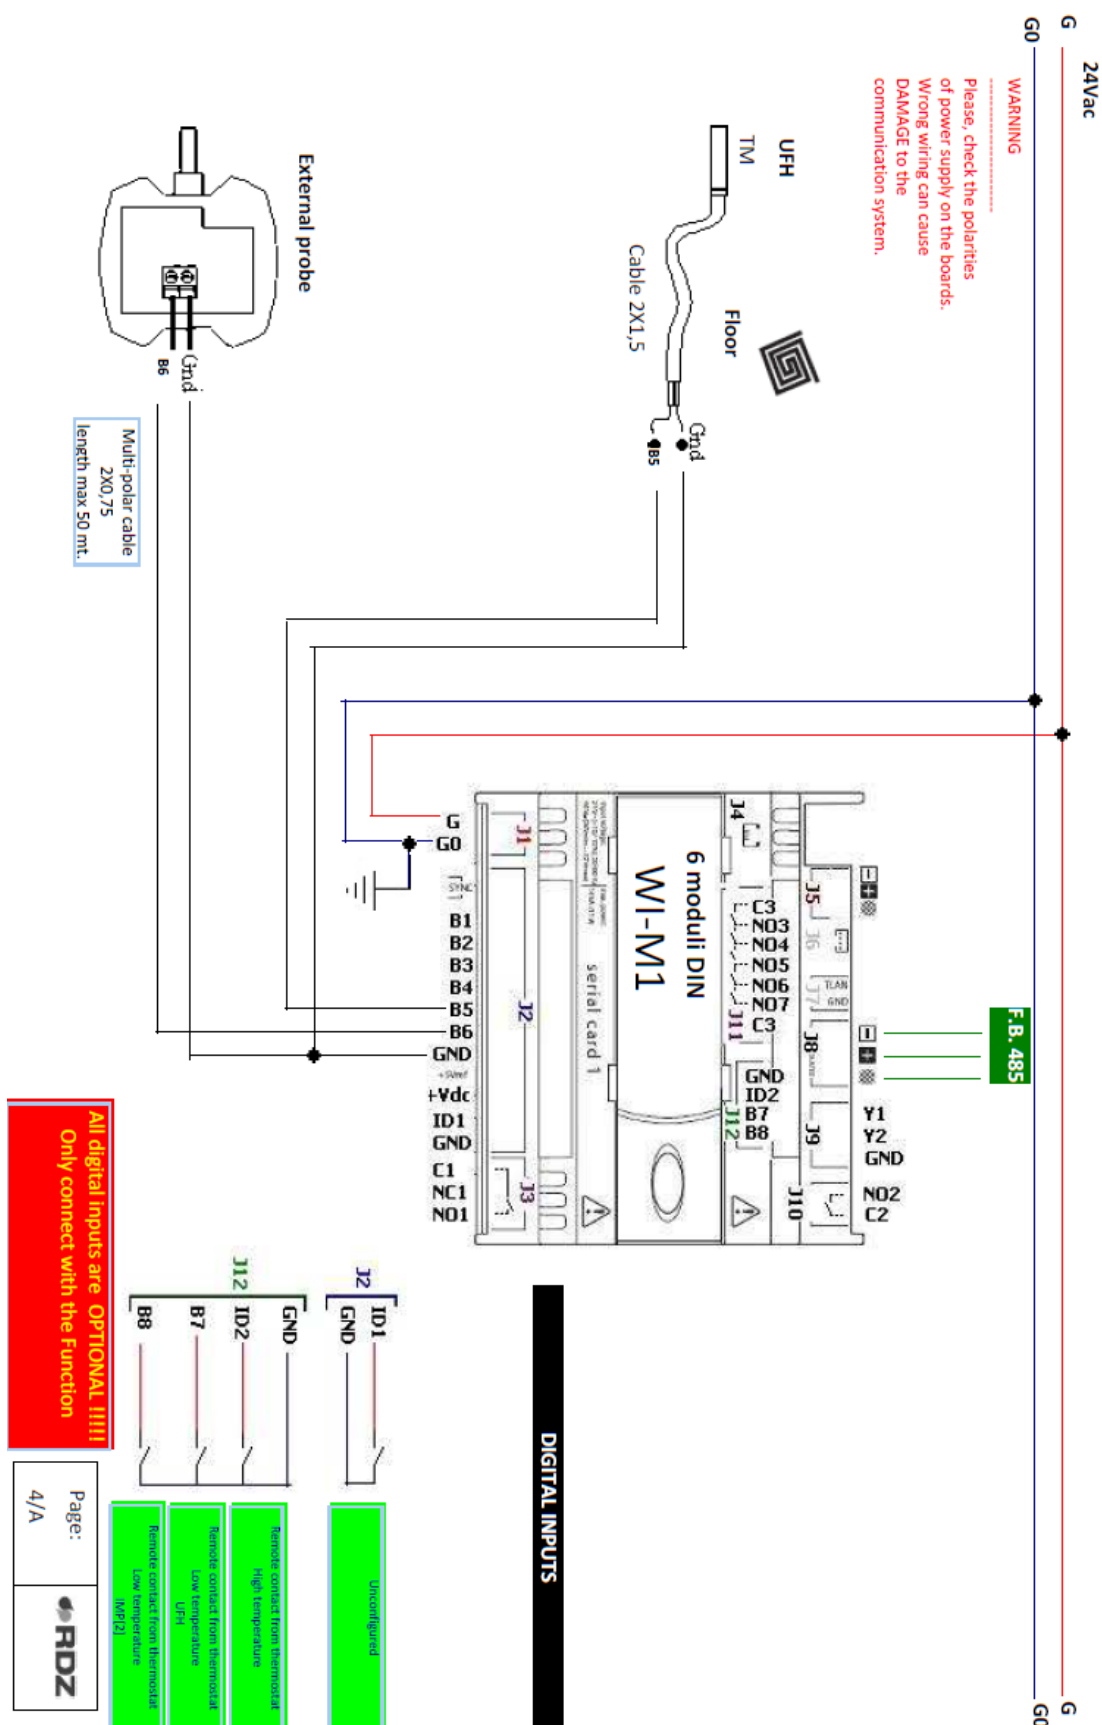 24Vac
G
G0
G
G0
WARNING
Please, check the polarities
of power supply on the boards.
Wrong wiring can cause
DAMAGE to the
communication system.
UFH
TM
Floor
Cable 2X1,5
Gnd
B5
External probe
Gnd
B6
Multi-polar cable
2X0,75
length max 50 mt.
F.B. 485
Y1
Y2
GND
NO2
C2
J5
J6
J7
TLAN
GND
J8
J9
J10
J4
C3
NO3
NO4
NO5
NO6
NO7
C3
J11
GND
ID2
B7
B8
J12
6 moduli DIN
WI-M1
serial card 1
J1
J2
J3
G
G0
SYNC
B1
B2
B3
B4
B5
B6
GND
+5Vref
+Vdc
ID1
GND
C1
NC1
NO1
DIGITAL INPUTS
J2
ID1
GND
Unconfigured
J12
GND
ID2
B7
B8
Remote contact from thermostat
High temperature
Remote contact from thermostat
Low temperature
UFH
Remote contact from thermostat
Low temperature
IMP[2]
All digital inputs are OPTIONAL !!!!!
Only connect with the Function
Page:
4/A
RDZ